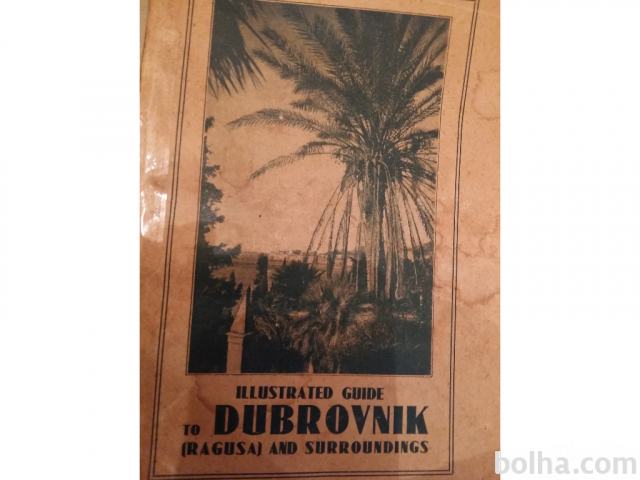 ILLUSTRATED GUIDE
TO DUBROVNIK
(RAGUSA) AND SURROUNDINGS
bolha.com